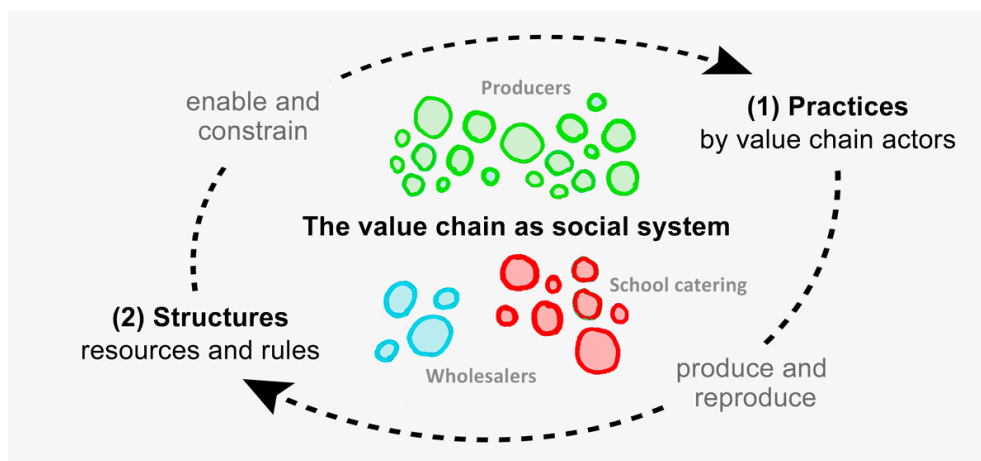 Producers
enable and
constrain
(1) Practices
by value chain actors
The value chain as social system
School catering
(2) Structures
resources and rules
Wholesalers
produce and
reproduce